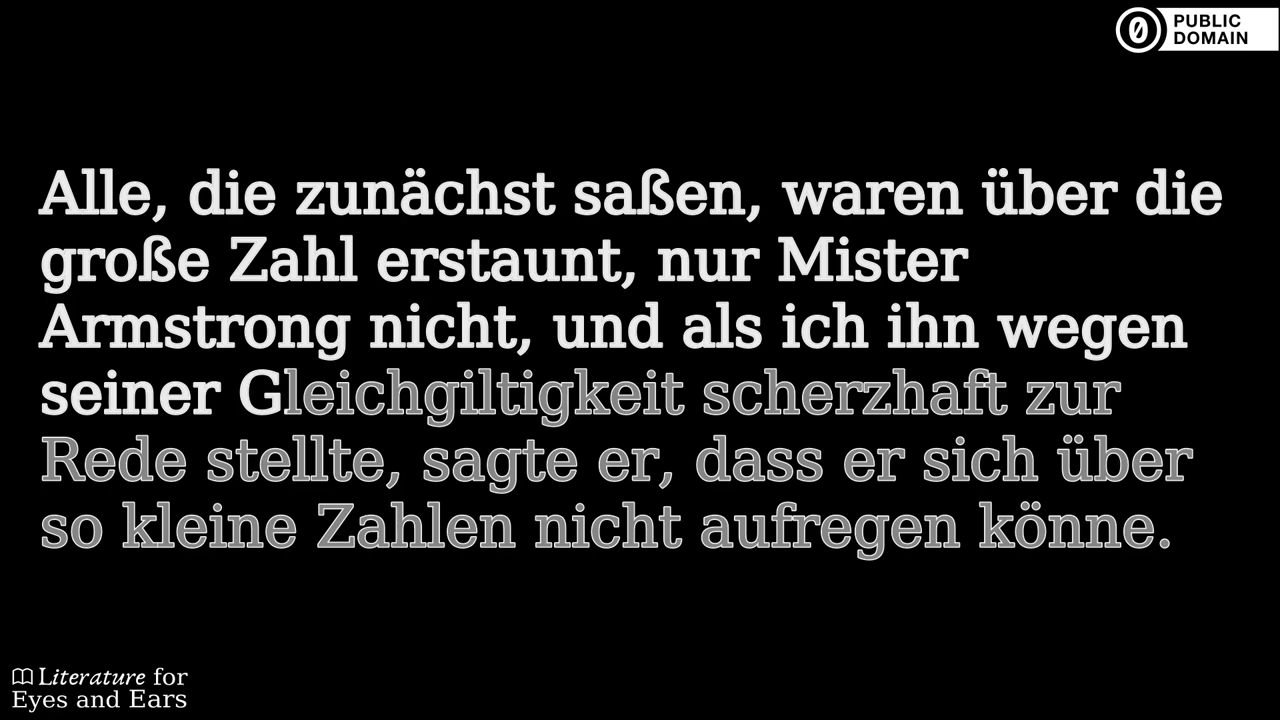 PUBLIC
DOMAIN
Alle, die zunächst saßen, waren über die
große Zahl erstaunt, nur Mister
Armstrong nicht, und als ich ihn wegen
seiner Gleichgiltigkeit scherzhaft zur
Rede stellte, sagte er, dass er sich über
so kleine Zahlen nicht aufregen könne.
Literature for
Eyes and Ears